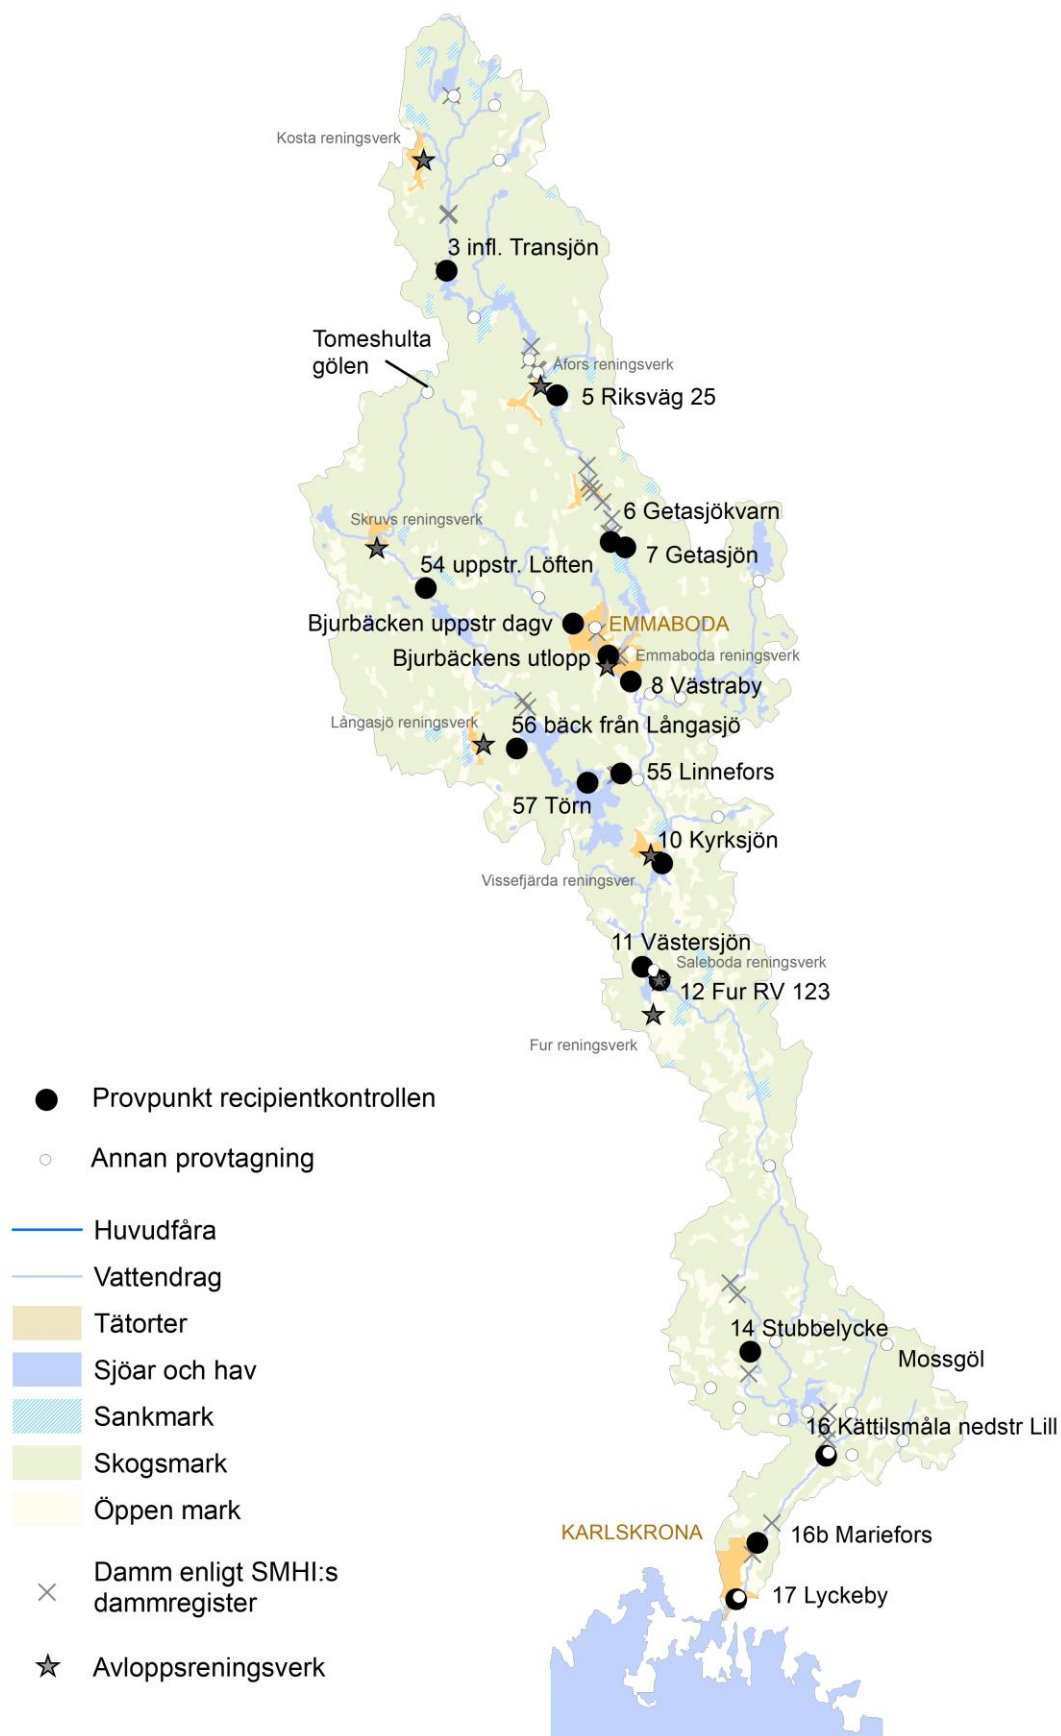 Kosta reningsverk
3 infl. Transjön
Tomeshulta
gölen
Åfors reningsverk
5 Riksväg 25
6 Getasjökvarn
Skruvs reningsverk
7 Getasjön
54 uppstr. Löften
Bjurbäcken uppstr dagv
EMMABODA
Bjurbäckens utlopp
Emmaboda reningsverk
8 Västraby
Långasjö reningsverk
56 bäck från Långasjö
55 Linnefors
57 Törn
10 Kyrksjön
Vissefjärda reningsver
11 Västersjön
Saleboda reningsverk
12 Fur RV 123
Fur reningsverk
Provpunkt recipientkontrollen
Annan provtagning
Huvudfåra
Vattendrag
Tätorter
Sjöar och hav
Sankmark
Skogsmark
Öppen mark
Damm enligt SMHI:s
dammregister
Avloppsreningsverk
14 Stubbelycke
Mossgöl
16 Kättilsmåla nedstr Lill
KARLSKRONA
16b Mariefors
17 Lyckeby